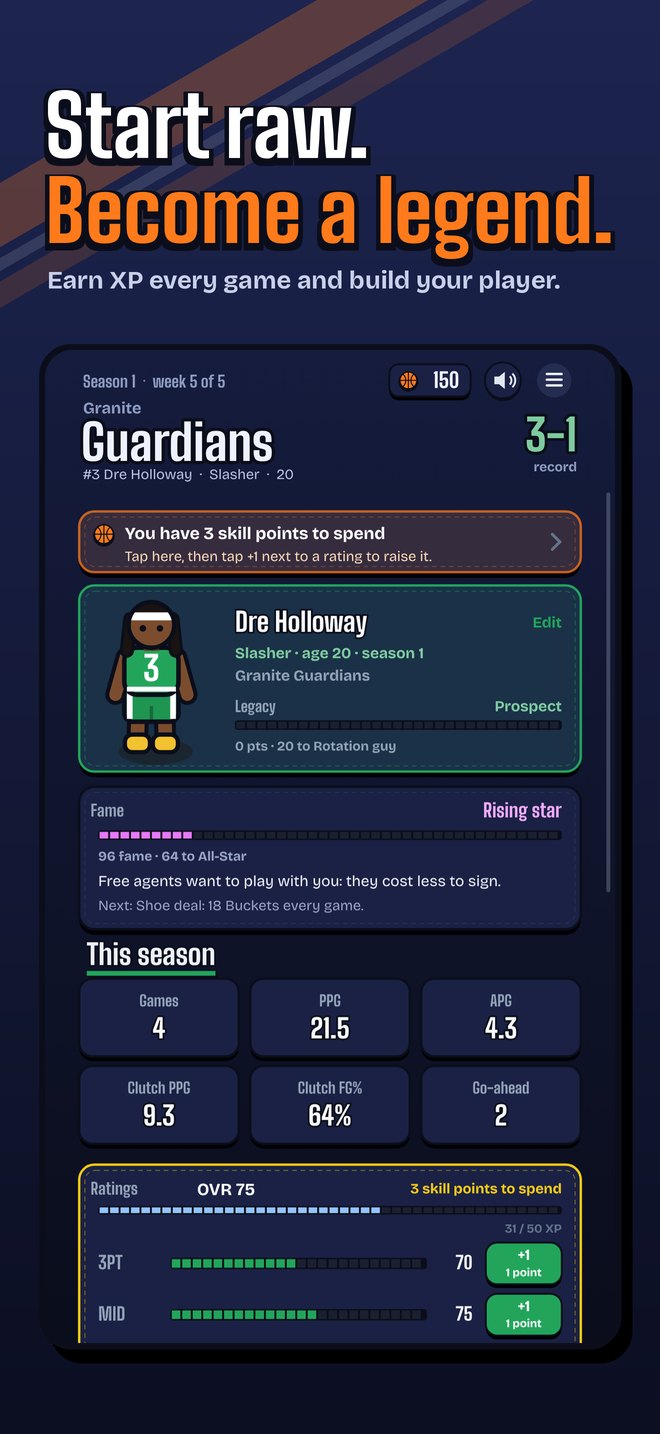 Start raw.
Become a legend.
Earn XP every game and build your player.
Season 1 · week 5 of 5
150
Granite
Guardians
3–1
record
#3 Dre Holloway · Slasher · 20
You have 3 skill points to spend
Tap here, then tap +1 next to a rating to raise it.
3
Dre Holloway
Edit
Slasher · age 20 · season 1
Granite Guardians
Legacy
Prospect
0 pts · 20 to Rotation guy
Fame
Rising star
96 fame · 64 to All-Star
Free agents want to play with you: they cost less to sign.
Next: Shoe deal: 18 Buckets every game.
This season
Games
PPG
APG
4
21.5
4.3
Clutch PPG
Clutch FG%
Go-ahead
9.3
64%
2
Ratings
OVR 75
3 skill points to spend
31 / 50 XP
3PT
70
+1
1 point
MID
75
+1
1 point